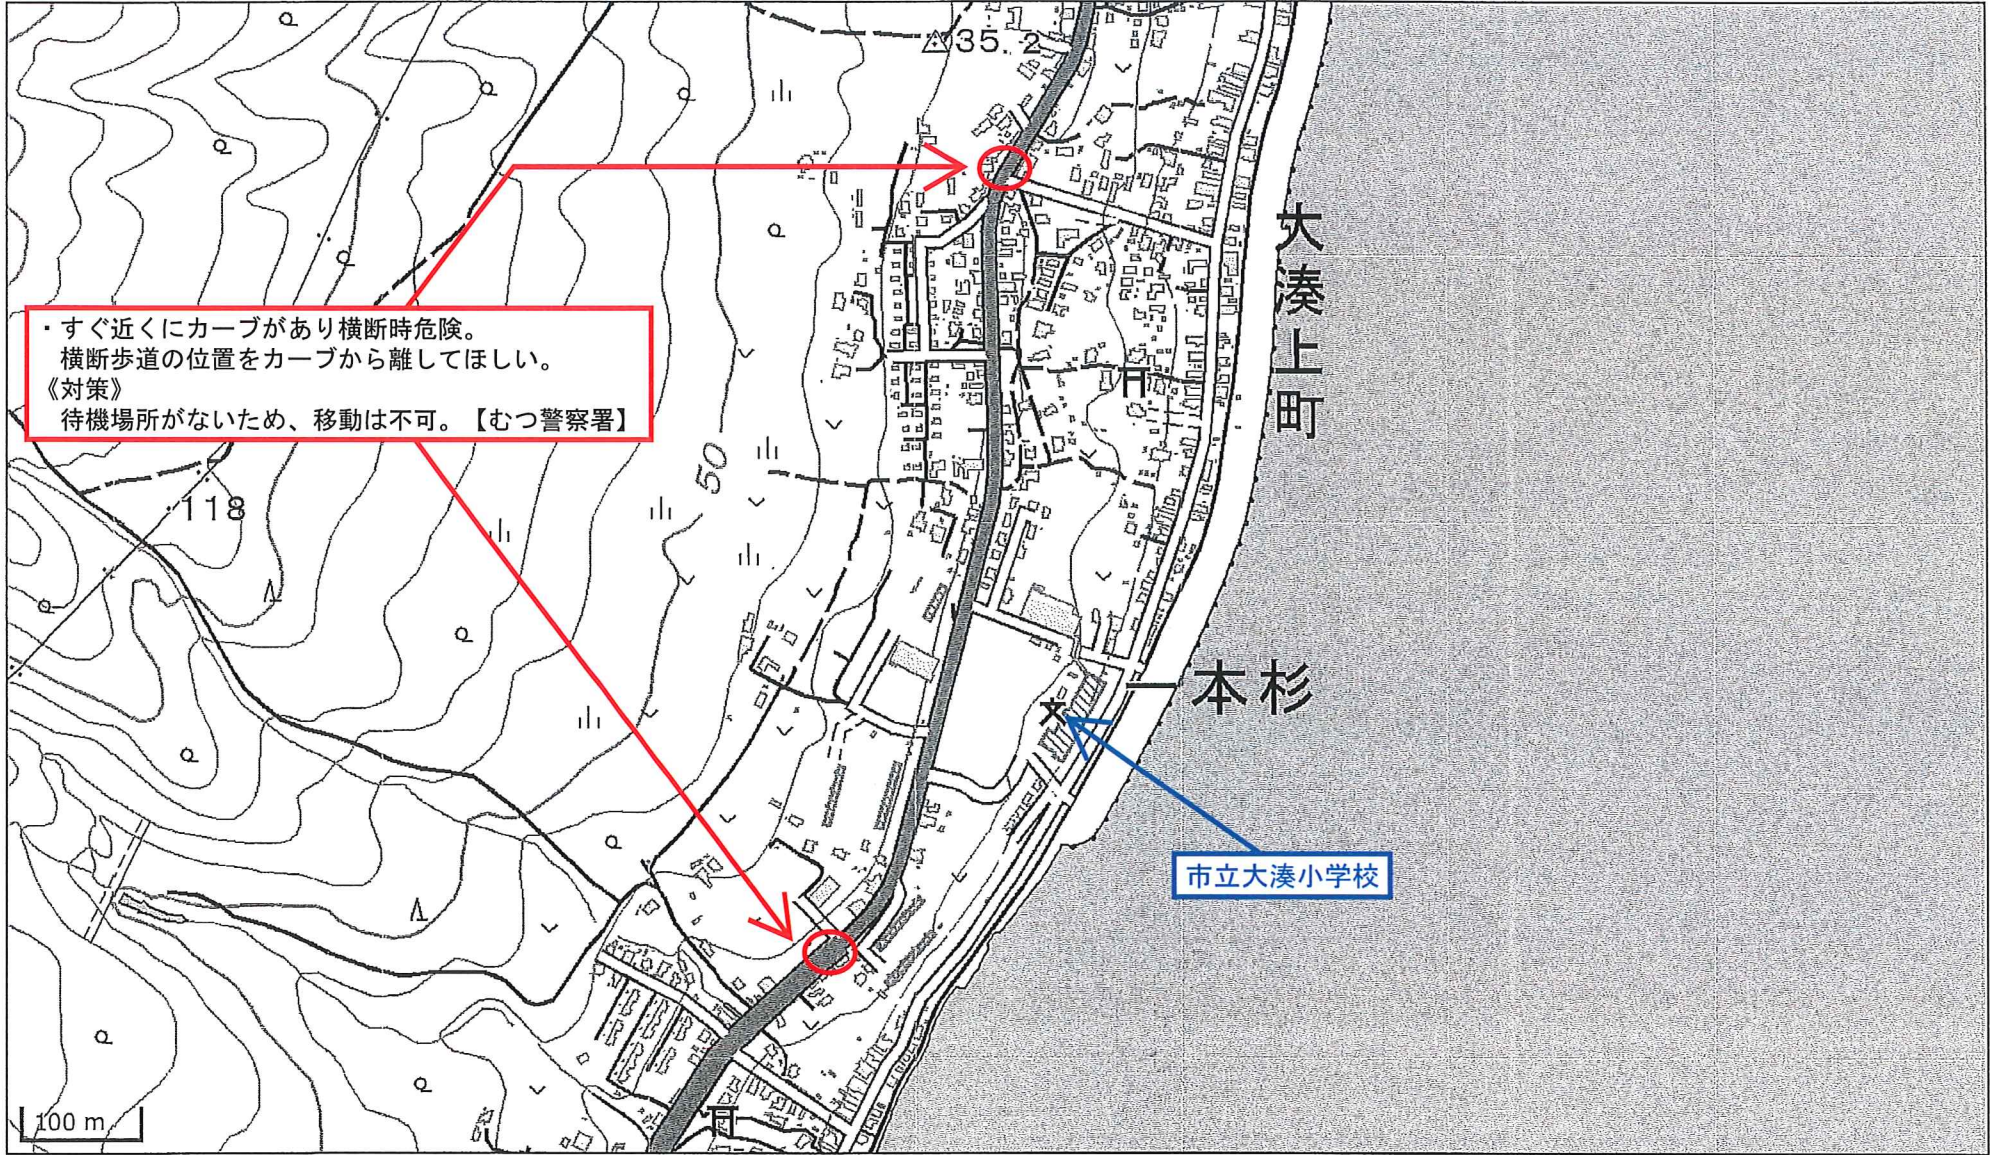 35.2
・すぐ近くにカーブがあり横断時危険。
横断歩道の位置をカーブから離してほしい。
《対策》
待機場所がないため、移動は不可。【むつ警察署】
大湊上町
50
118
一本杉
文
市立大湊小学校
100 m